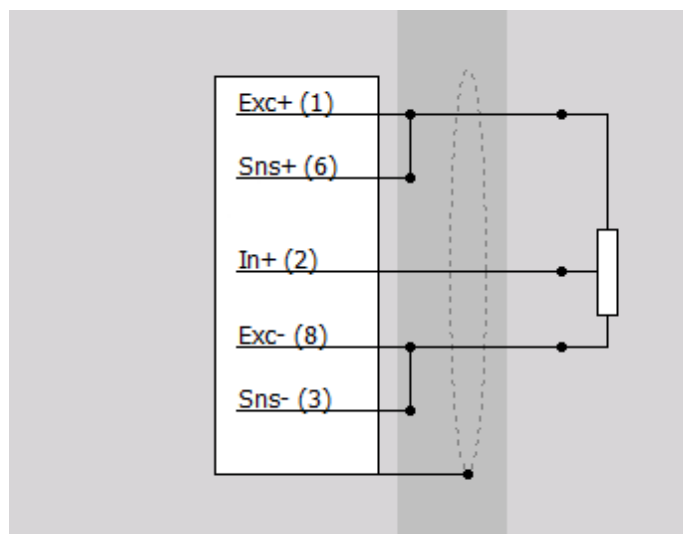 Exc+ (1)
Sns+ (6)
In+ (2)
Exc- (8)
Sns- (3)